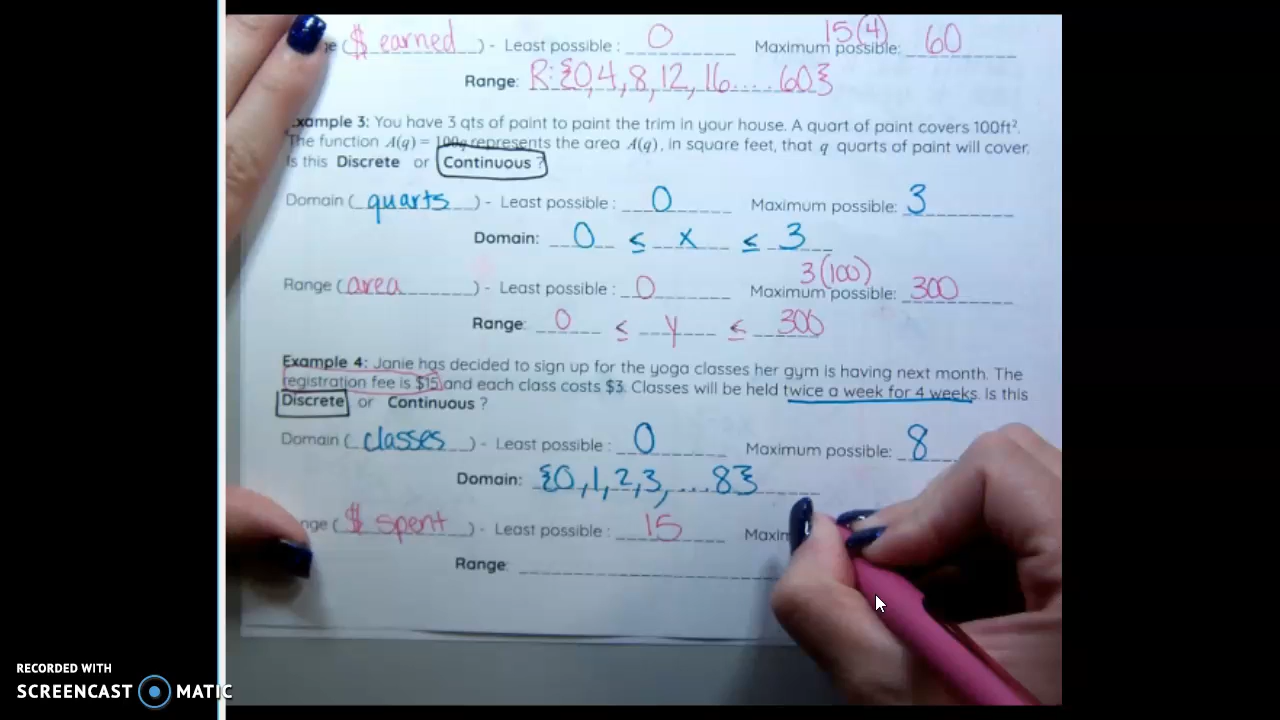 ge ($ earned) - Least possible : 0 Maximum possible: 15(4) 60
Range: R: {0,4,8,12,16....60}
Example 3: You have 3 qts of paint to paint the trim in your house. A quart of paint covers 100ft².
The function A(q) = 100q represents the area A(q), in square feet, that q quarts of paint will cover.
Is this Discrete or Continuous ?
Domain (quarts) - Least possible : 0 Maximum possible: 3
Domain: 0 ≤ x ≤ 3
3(100)
Range (area) - Least possible : 0 Maximum possible: 300
Range: 0 ≤ y ≤ 300
Example 4: Janie has decided to sign up for the yoga classes her gym is having next month. The
registration fee is $15 and each class costs $3. Classes will be held twice a week for 4 weeks. Is this
Discrete or Continuous ?
Domain (classes) - Least possible : 0 Maximum possible: 8
Domain: {0,1,2,3,...8}
nge ($ spent) - Least possible : 15 Maxim
Range:
RECORDED WITH
SCREENCAST MATIC